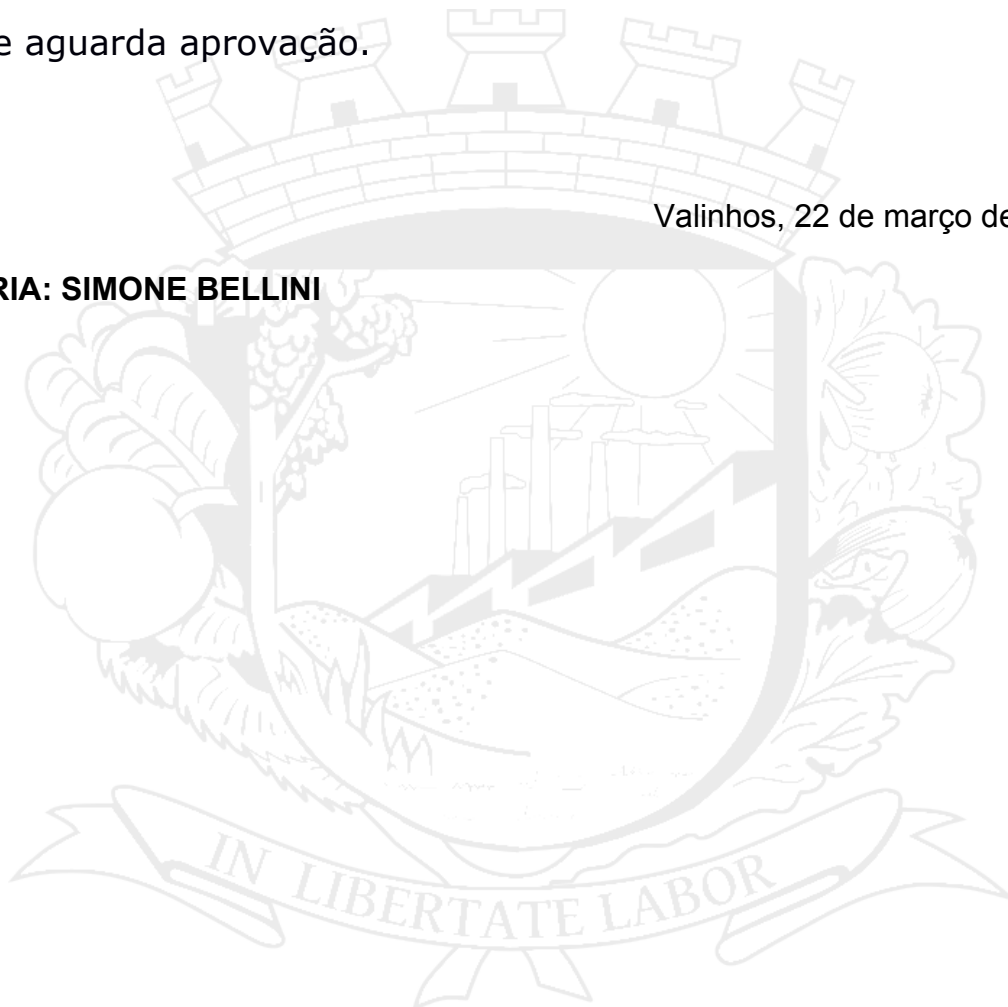 e aguarda aprovação.
Valinhos, 22 de março de
RIA: SIMONE BELLINI
IN LIBERTATE LABOR